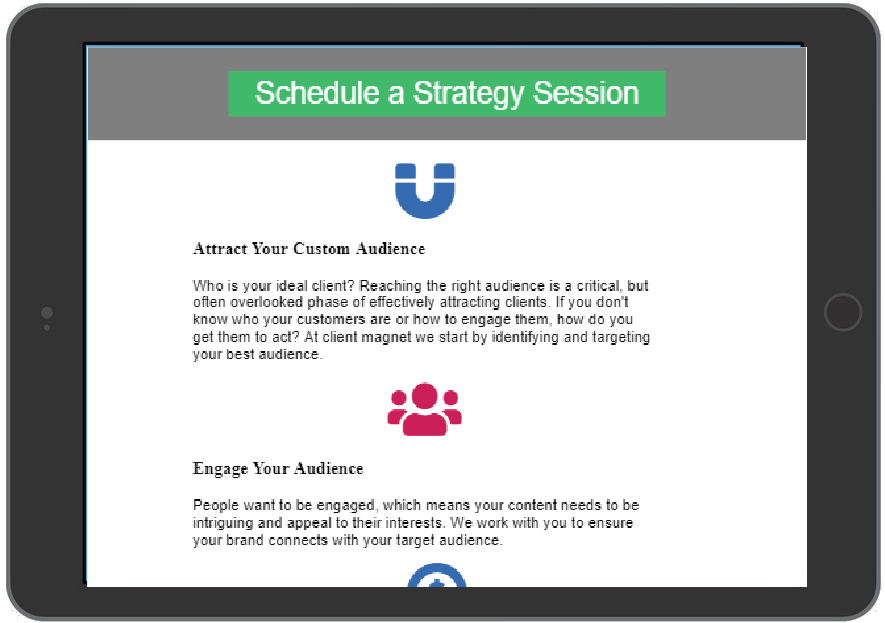 Schedule a Strategy Session
Attract Your Custom Audience
Who is your ideal client? Reaching the right audience is a critical, but
often overlooked phase of effectively attracting clients. If you don't
know who your customers are or how to engage them, how do you
get them to act? At client magnet we start by identifying and targeting
your best audience.
Engage Your Audience
People want to be engaged, which means your content needs to be
intriguing and appeal to their interests. We work with you to ensure
your brand connects with your target audience.